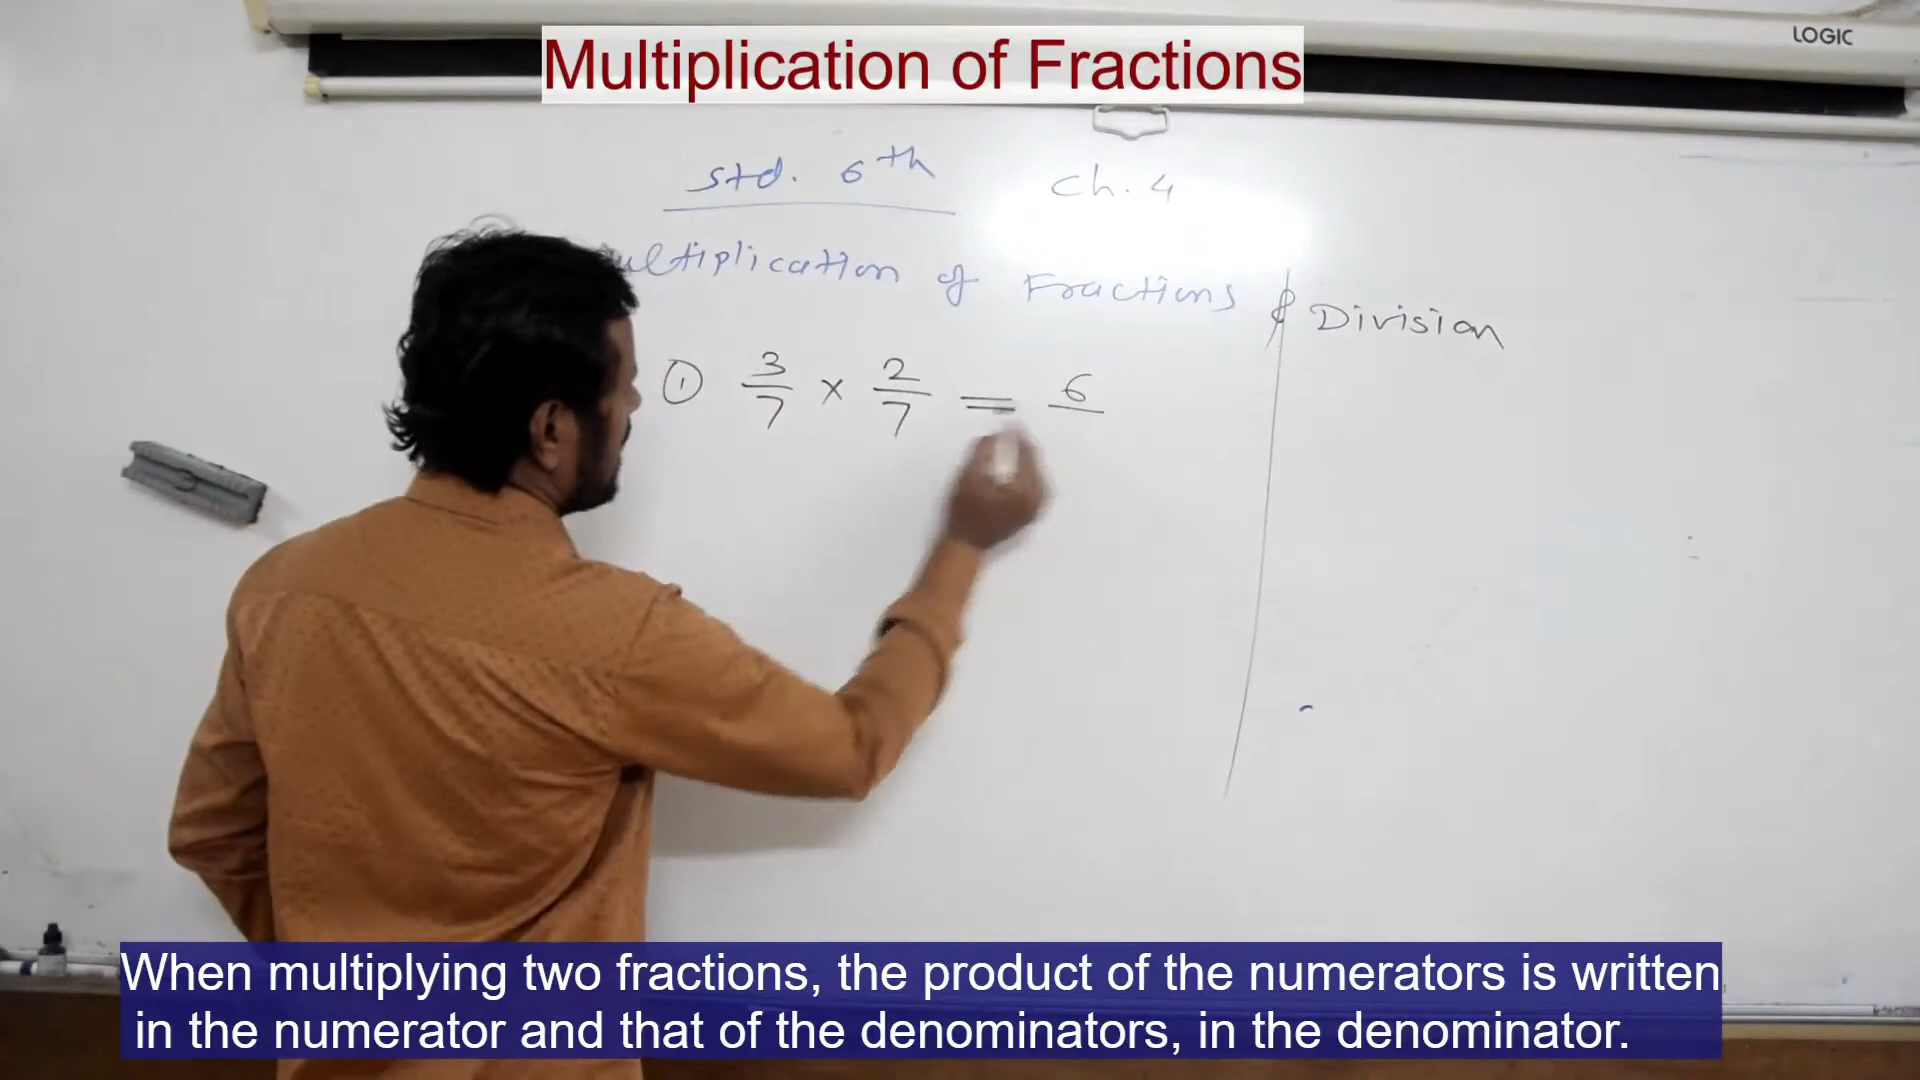 LOGIC
Multiplication of Fractions
std. 6th Ch. 4
ultiplication of Fractions & Division
① 3/7 × 2/7 = 6/
When multiplying two fractions, the product of the numerators is written
in the numerator and that of the denominators, in the denominator.